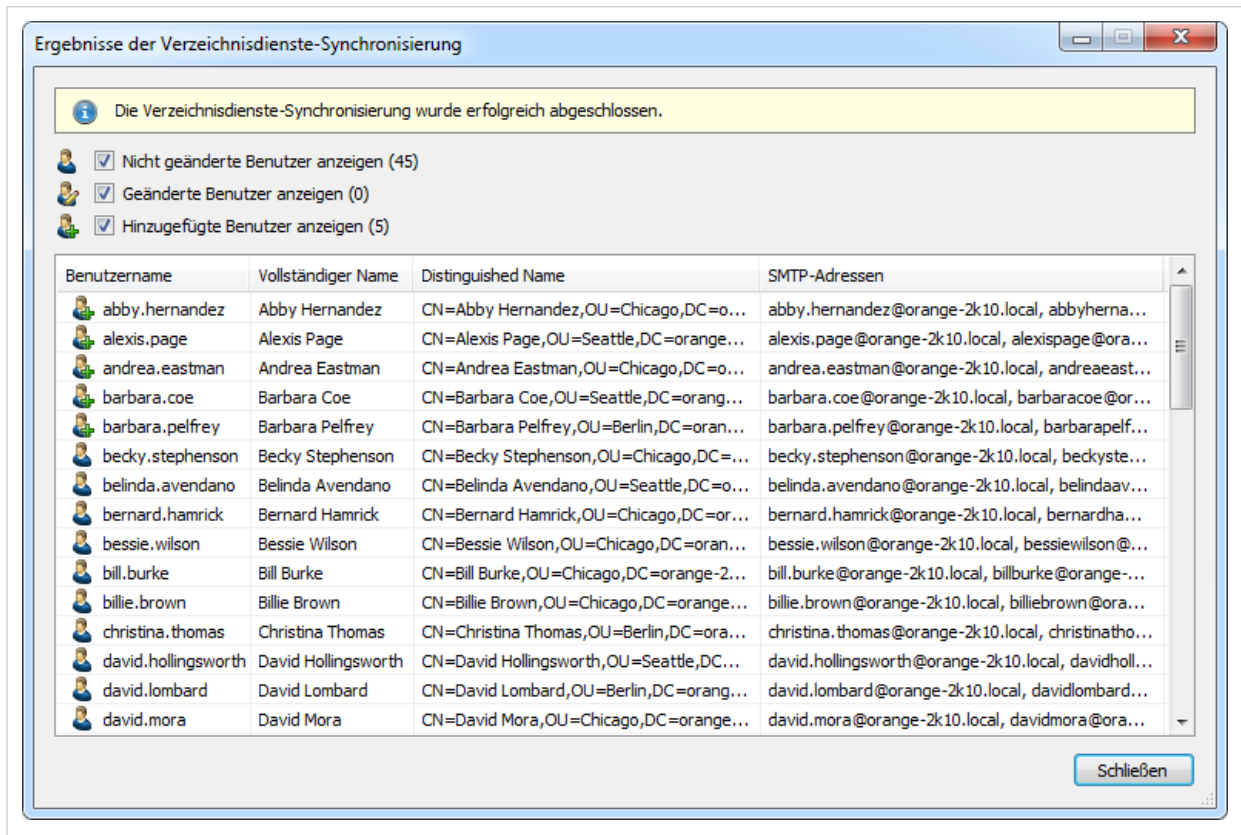 Ergebnisse der Verzeichnisdienste-Synchronisierung
Die Verzeichnisdienste-Synchronisierung wurde erfolgreich abgeschlossen.
Nicht geänderte Benutzer anzeigen (45)
Geänderte Benutzer anzeigen (0)
Hinzugefügte Benutzer anzeigen (5)
Benutzername Vollständiger Name Distinguished Name SMTP-Adressen
abby.hernandez Abby Hernandez CN=Abby Hernandez,OU=Chicago,DC=o... abby.hernandez@orange-2k10.local, abbyherna...
alexis.page Alexis Page CN=Alexis Page,OU=Seattle,DC=orange... alexis.page@orange-2k10.local, alexispage@ora...
andrea.eastman Andrea Eastman CN=Andrea Eastman,OU=Chicago,DC=o... andrea.eastman@orange-2k10.local, andreaeast...
barbara.coe Barbara Coe CN=Barbara Coe,OU=Seattle,DC=orang... barbara.coe@orange-2k10.local, barbaracoe@or...
barbara.pelfrey Barbara Pelfrey CN=Barbara Pelfrey,OU=Berlin,DC=oran... barbara.pelfrey@orange-2k10.local, barbarapelf...
becky.stephenson Becky Stephenson CN=Becky Stephenson,OU=Chicago,DC=... becky.stephenson@orange-2k10.local, beckyste...
belinda.avendano Belinda Avendano CN=Belinda Avendano,OU=Seattle,DC=o... belinda.avendano@orange-2k10.local, belindaav...
bernard.hamrick Bernard Hamrick CN=Bernard Hamrick,OU=Chicago,DC=or... bernard.hamrick@orange-2k10.local, bernardha...
bessie.wilson Bessie Wilson CN=Bessie Wilson,OU=Chicago,DC=oran... bessie.wilson@orange-2k10.local, bessiewilson@...
bill.burke Bill Burke CN=Bill Burke,OU=Chicago,DC=orange-2... bill.burke@orange-2k10.local, billburke@orange-...
billie.brown Billie Brown CN=Billie Brown,OU=Chicago,DC=orange... billie.brown@orange-2k10.local, billiebrown@ora...
christina.thomas Christina Thomas CN=Christina Thomas,OU=Berlin,DC=ora... christina.thomas@orange-2k10.local, christinatho...
david.hollingsworth David Hollingsworth CN=David Hollingsworth,OU=Seattle,DC... david.hollingsworth@orange-2k10.local, davidholl...
david.lombard David Lombard CN=David Lombard,OU=Berlin,DC=orang... david.lombard@orange-2k10.local, davidlombard...
david.mora David Mora CN=David Mora,OU=Chicago,DC=orange... david.mora@orange-2k10.local, davidmora@ora...
Schließen